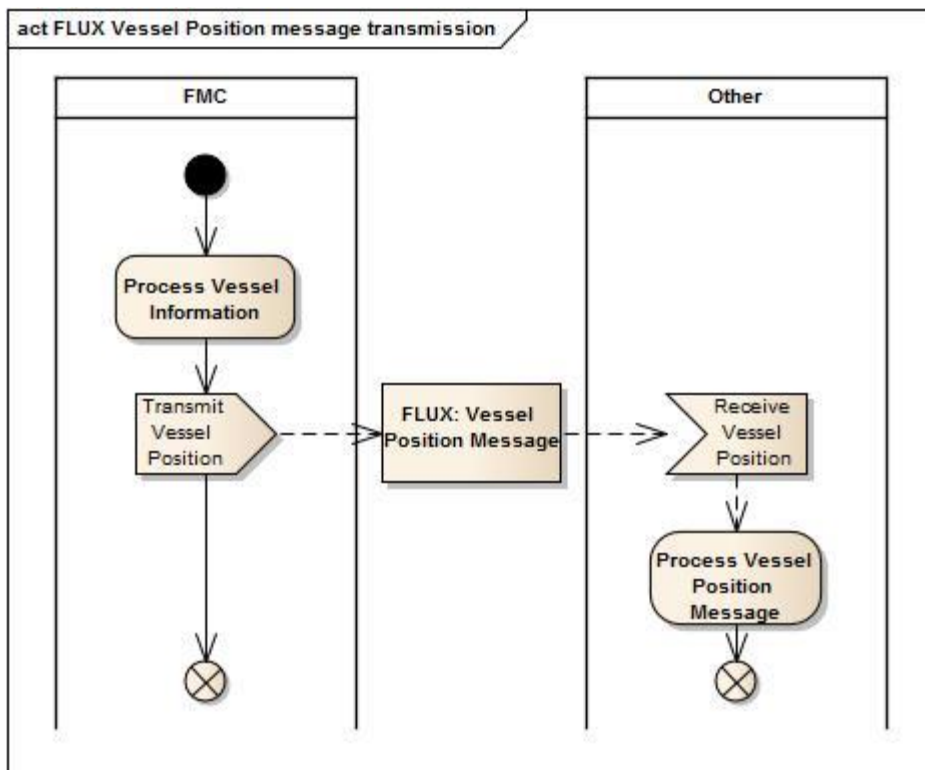 act FLUX Vessel Position message transmission
FMC
Other
Process Vessel
Information
Transmit
Vessel
Position
FLUX: Vessel
Position Message
Receive
Vessel
Position
Process Vessel
Position
Message